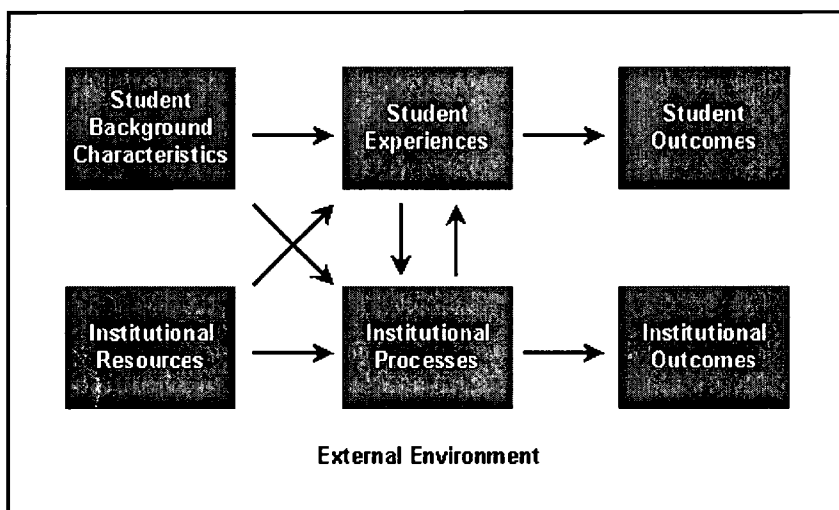 Student
Background
Characteristics
Student
Experiences
Student
Outcomes
Institutional
Resources
Institutional
Processes
Institutional
Outcomes
External Environment